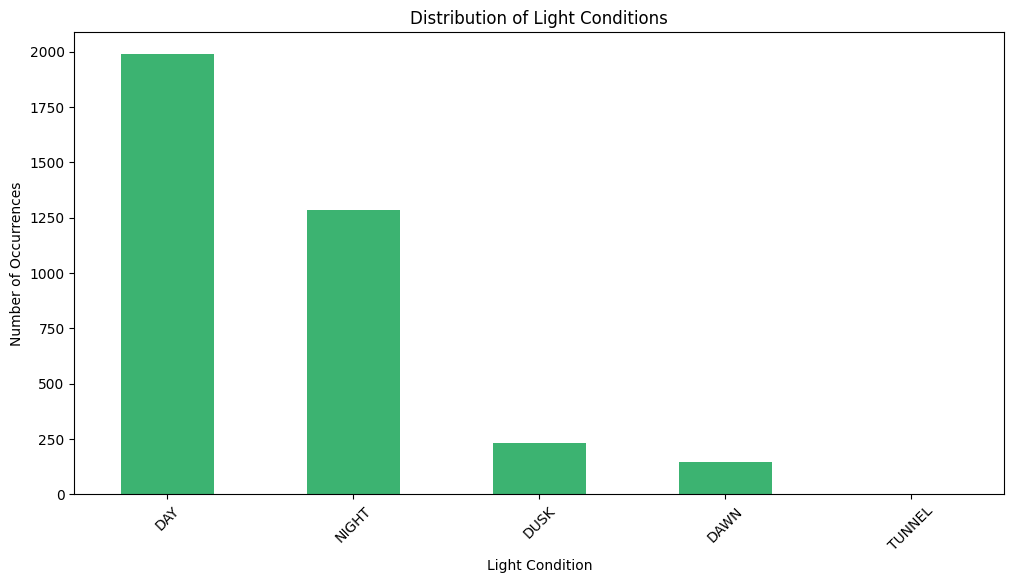 Distribution of Light Conditions
Number of Occurrences
2000
1750
1500
1250
1000
750
500
250
0
DAY
NIGHT
DUSK
DAWN
TUNNEL
Light Condition